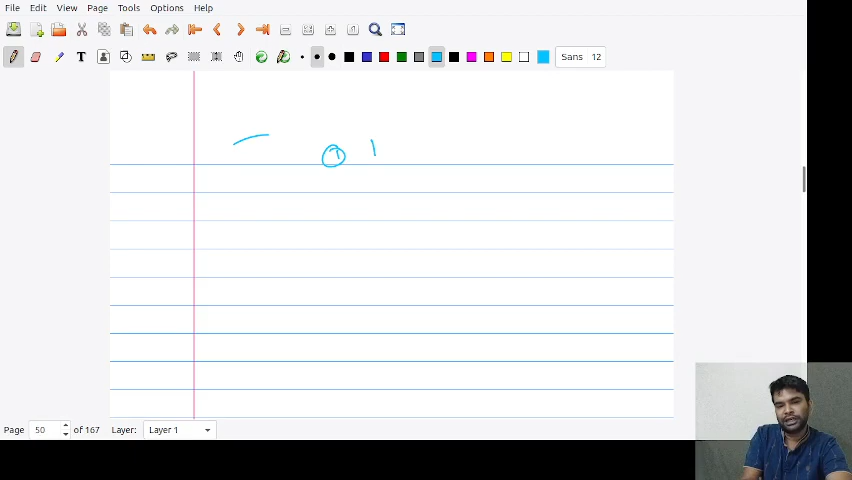 File Edit View Page Tools Options Help
T Sans 12
Page 50 of 167 Layer: Layer 1